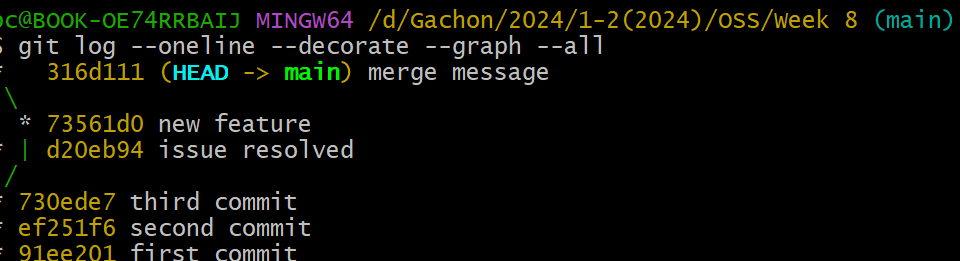 oc@BOOK-OE74RRBAIJ MINGW64 /d/Gachon/2024/1-2(2024)/OSS/Week 8 (main)
$ git log --oneline --decorate --graph --all
*   316d111 (HEAD -> main) merge message
\
  * 73561d0 new feature
* | d20eb94 issue resolved
/
* 730ede7 third commit
* ef251f6 second commit
* 91ee201 first commit